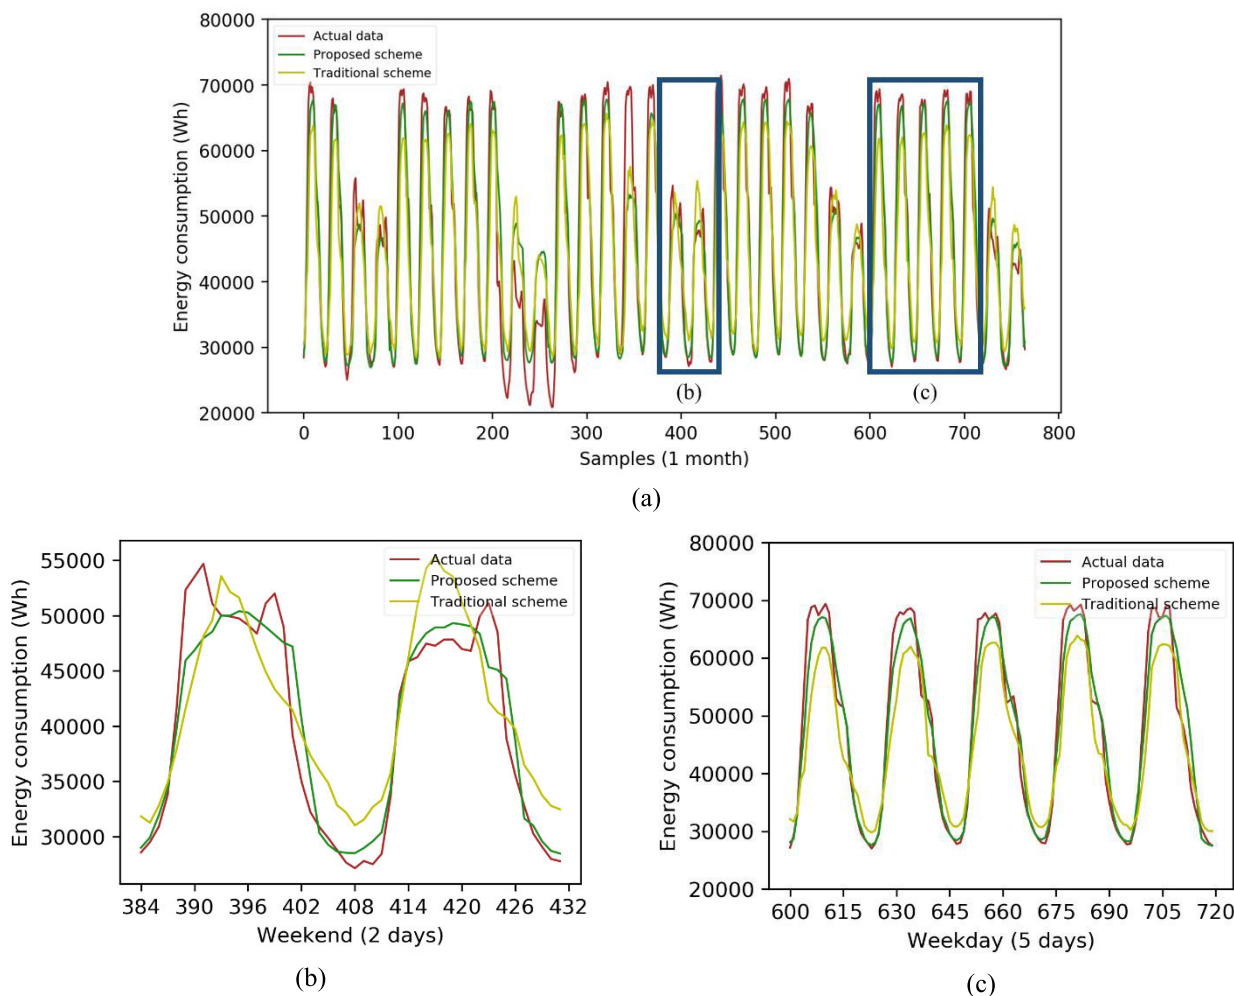 80000
70000
60000
50000
40000
30000
20000
Energy consumption (Wh)
Actual data
Proposed scheme
Traditional scheme
(b)
(c)
0 100 200 300 400 500 600 700 800
Samples (1 month)
(a)
55000
50000
45000
40000
35000
30000
Energy consumption (Wh)
Actual data
Proposed scheme
Traditional scheme
384 390 396 402 408 414 420 426 432
Weekend (2 days)
(b)
80000
70000
60000
50000
40000
30000
20000
Energy consumption (Wh)
Actual data
Proposed scheme
Traditional scheme
600 615 630 645 660 675 690 705 720
Weekday (5 days)
(c)